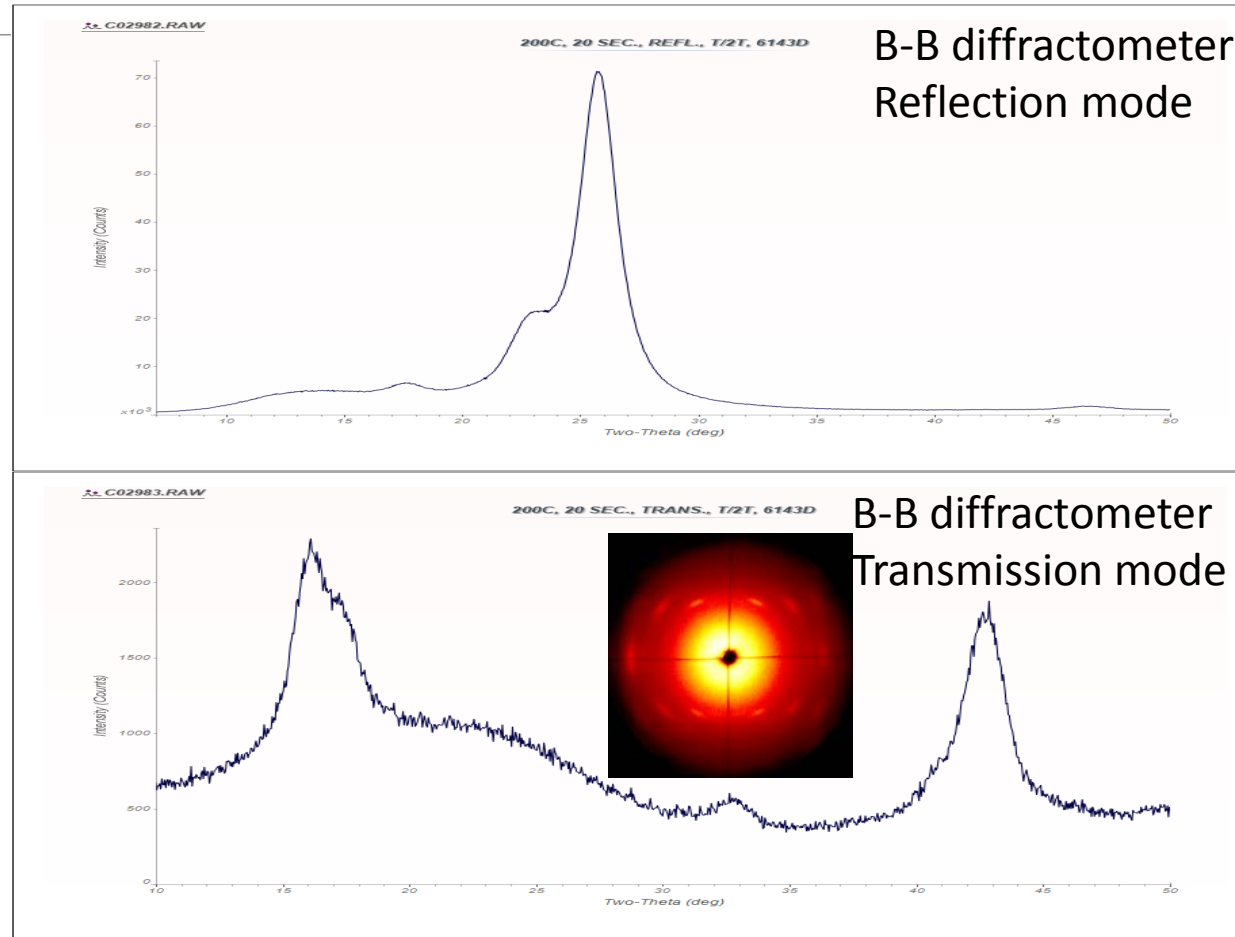 C02982.RAW
200C, 20 SEC., REFL., T/2T, 6143D
B-B diffractometer
Reflection mode
70
60
50
40
30
20
10
x10³
Intensity (Counts)
10 15 20 25 30 35 40 45 50
Two-Theta (deg)
C02983.RAW
200C, 20 SEC., TRANS., T/2T, 6143D
B-B diffractometer
Transmission mode
2000
1500
1000
500
0
Intensity (Counts)
10 15 20 25 30 35 40 45 50
Two-Theta (deg)